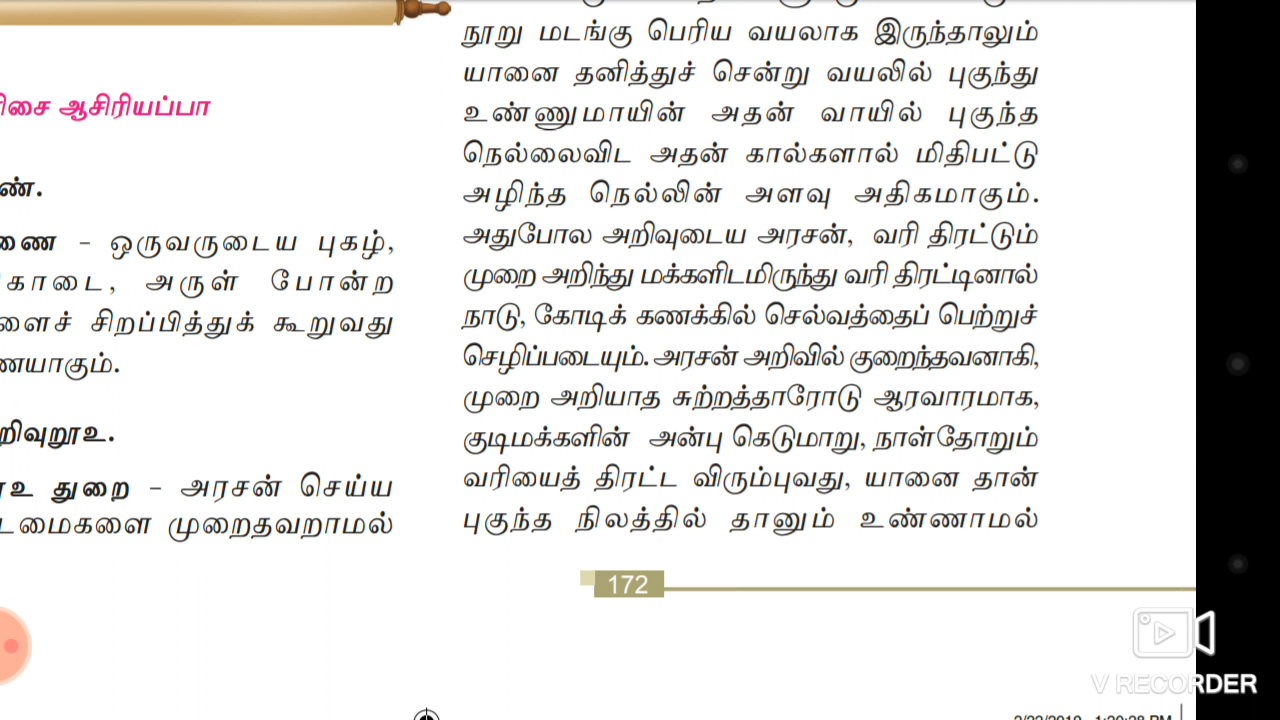 ரிசை ஆசிரியப்பா
ண்.
ணை – ஒருவருடைய புகழ்,
கொடை, அருள் போன்ற
ளைச் சிறப்பித்துக் கூறுவது
ணையாகும்.
றிவுறூஉ.
ூஉ துறை – அரசன் செய்ய
டமைகளை முறைதவறாமல்
நூறு மடங்கு பெரிய வயலாக இருந்தாலும்
யானை தனித்துச் சென்று வயலில் புகுந்து
உண்ணுமாயின் அதன் வாயில் புகுந்த
நெல்லைவிட அதன் கால்களால் மிதிபட்டு
அழிந்த நெல்லின் அளவு அதிகமாகும்.
அதுபோல அறிவுடைய அரசன், வரி திரட்டும்
முறை அறிந்து மக்களிடமிருந்து வரி திரட்டினால்
நாடு, கோடிக் கணக்கில் செல்வத்தைப் பெற்றுச்
செழிப்படையும். அரசன் அறிவில் குறைந்தவனாகி,
முறை அறியாத சுற்றத்தாரோடு ஆரவாரமாக,
குடிமக்களின் அன்பு கெடுமாறு, நாள்தோறும்
வரியைத் திரட்ட விரும்புவது, யானை தான்
புகுந்த நிலத்தில் தானும் உண்ணாமல்
172
V RECORDER